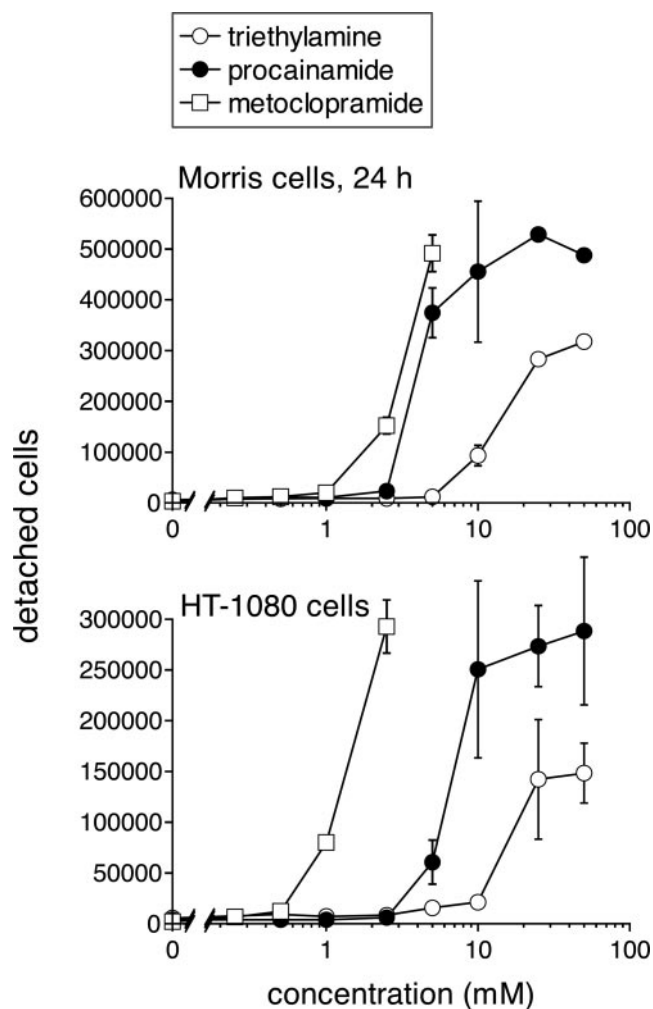 triethylamine
procainamide
metoclopramide
Morris cells, 24 h
600000
500000
400000
300000
200000
100000
0
0 1 10 100
detached cells
HT-1080 cells
300000
250000
200000
150000
100000
50000
0
0 1 10 100
concentration (mM)